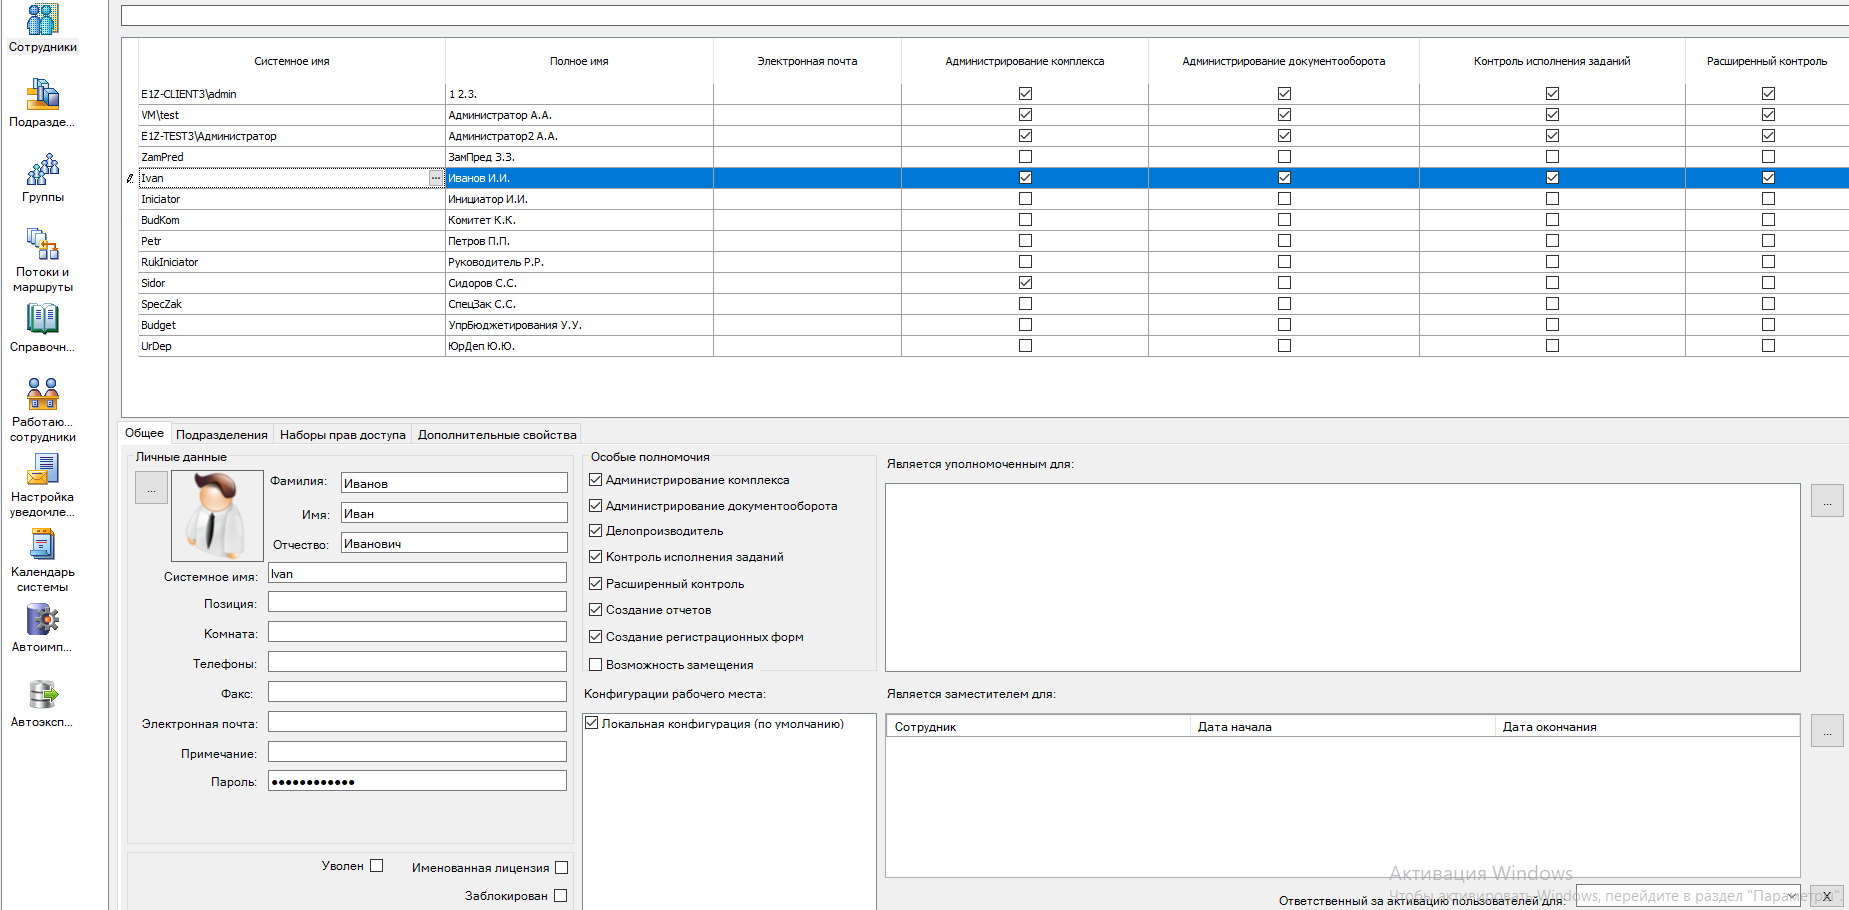 Сотрудники
Подразде...
Группы
Потоки и
маршруты
Справочн...
Работаю...
сотрудники
Настройка
уведомле...
Календарь
системы
Автоимп...
Автоэксп...
Системное имя Полное имя Электронная почта Администрирование комплекса Администрирование документооборота Контроль исполнения заданий Расширенный контроль
E1Z-CLIENT3\admin 1 2.3.
VM\test Администратор А.А.
E1Z-TEST3\Администратор Администратор2 А.А.
ZamPred ЗамПред З.З.
Ivan ... Иванов И.И.
Iniciator Инициатор И.И.
BudKom Комитет К.К.
Petr Петров П.П.
RukIniciator Руководитель Р.Р.
Sidor Сидоров С.С.
SpecZak СпецЗак С.С.
Budget УпрБюджетирования У.У.
UrDep ЮрДеп Ю.Ю.
Общее Подразделения Наборы прав доступа Дополнительные свойства
Личные данные
...
Фамилия: Иванов
Имя: Иван
Отчество: Иванович
Системное имя: Ivan
Позиция:
Комната:
Телефоны:
Факс:
Электронная почта:
Примечание:
Пароль: ●●●●●●●●●●●●
Уволен Именованная лицензия
Заблокирован
Особые полномочия
Администрирование комплекса
Администрирование документооборота
Делопроизводитель
Контроль исполнения заданий
Расширенный контроль
Создание отчетов
Создание регистрационных форм
Возможность замещения
Конфигурации рабочего места:
Локальная конфигурация (по умолчанию)
Является уполномоченным для:
...
Является заместителем для:
Сотрудник Дата начала Дата окончания
...
Активация Windows
Чтобы активировать Windows, перейдите в раздел "Параметры".
Ответственный за активацию пользователей для: X